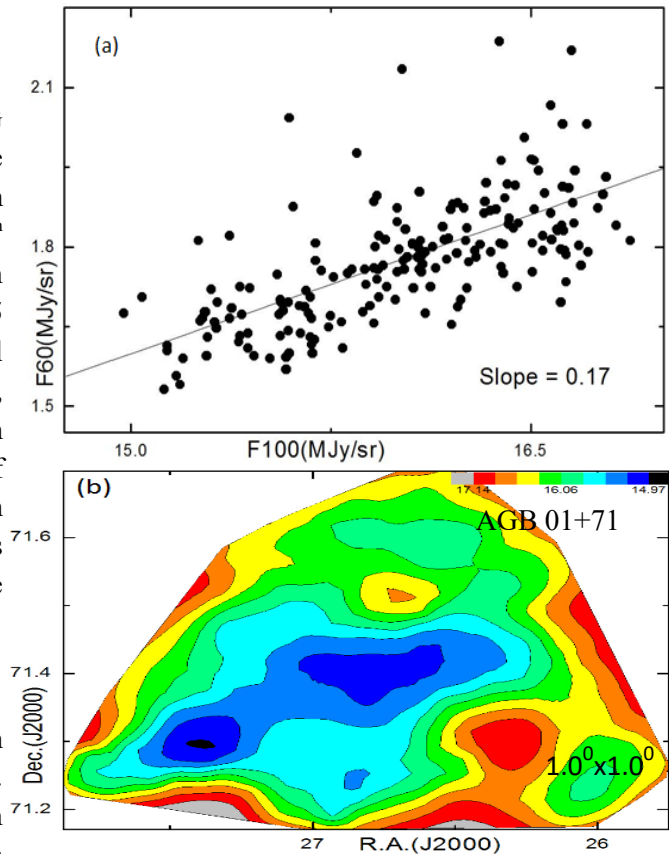 (a)
2.1
1.8
1.5
F60(MJy/sr)
Slope = 0.17
15.0
16.5
F100(MJy/sr)
(b)
17.14
16.06
14.97
AGB 01+71
71.6
71.4
71.2
Dec.(J2000)
1.0⁰x1.0⁰
27
26
R.A.(J2000)